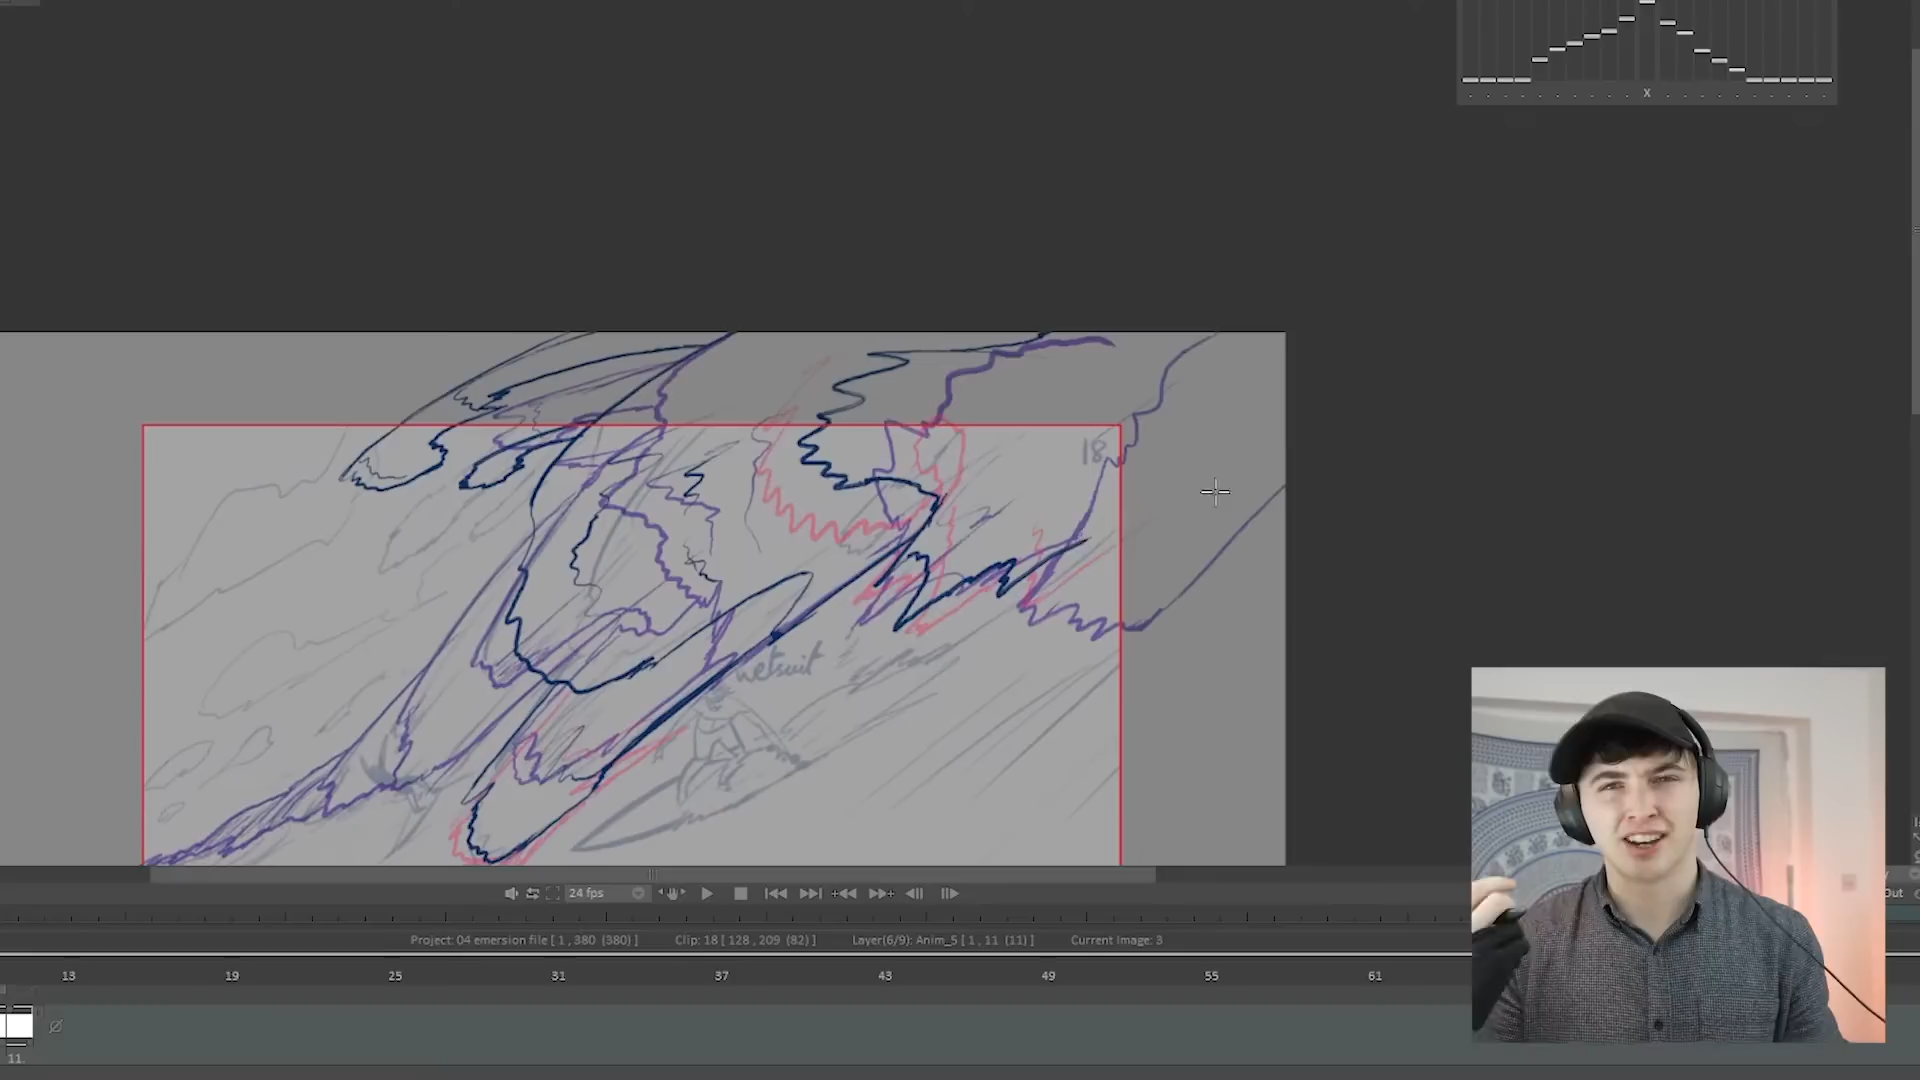 X
18
wetsuit
24 fps
Project: 04 emersion file [ 1 , 380 (380) ]
Clip: 18 [ 128 , 209 (82) ]
Layer(6/9): Anim_5 [ 1 , 11 (11) ]
Current Image: 3
Out
13 19 25 31 37 43 49 55 61
11.